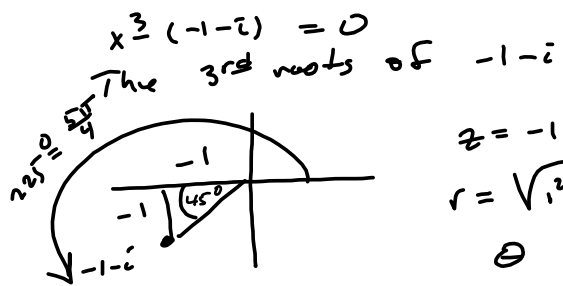 x³ - (-1-i) = 0
The 3rd roots of -1-i
225° = 5π/4
-1
-1
45°
-1-i
z = -1
r = √1²
θ